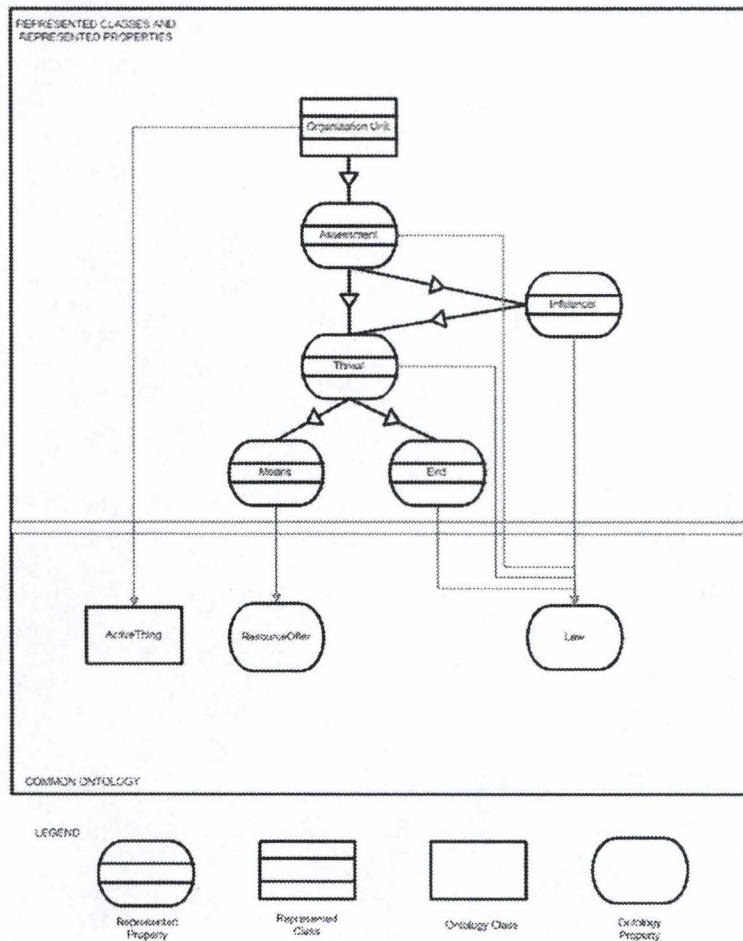 REPRESENTED CLASSES AND
REPRESENTED PROPERTIES
Organization Unit
Assessment
Influencer
Threat
Means
End
ActiveThing
ResourceOffer
Law
COMMON ONTOLOGY
LEGEND
Represented
Property
Represented
Class
Ontology Class
Ontology
Property